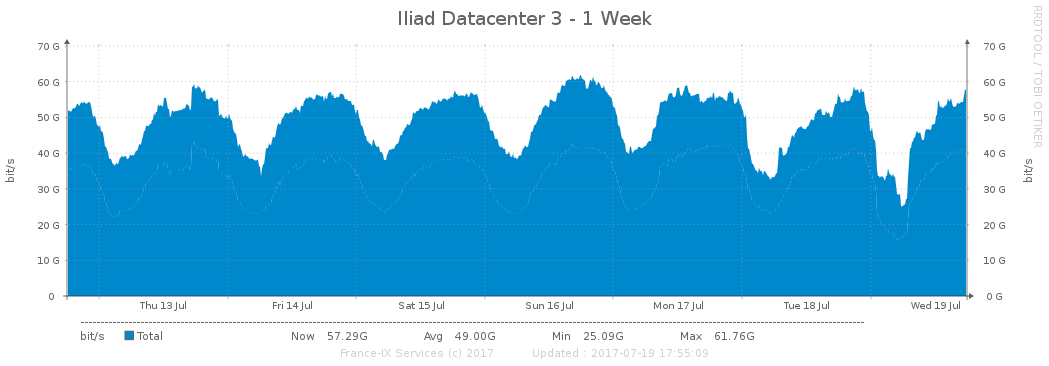 Iliad Datacenter 3 - 1 Week
RRDTOOL / TOBI OETIKER
70 G 70 G
60 G 60 G
50 G 50 G
40 G 40 G
30 G 30 G
20 G 20 G
10 G 10 G
0 0 G
bit/s bit/s
Thu 13 Jul Fri 14 Jul Sat 15 Jul Sun 16 Jul Mon 17 Jul Tue 18 Jul Wed 19 Jul
bit/s Total Now 57.29G Avg 49.00G Min 25.09G Max 61.76G
France-IX Services (c) 2017 Updated : 2017-07-19 17:55:09